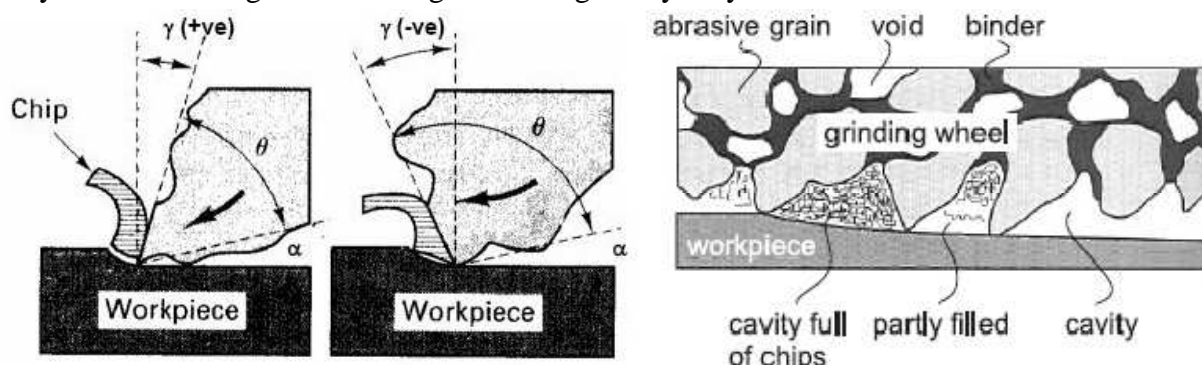 γ (+ve)
Chip
θ
α
Workpiece
γ (-ve)
θ
α
Workpiece
abrasive grain void binder
grinding wheel
workpiece
cavity full partly filled cavity
of chips